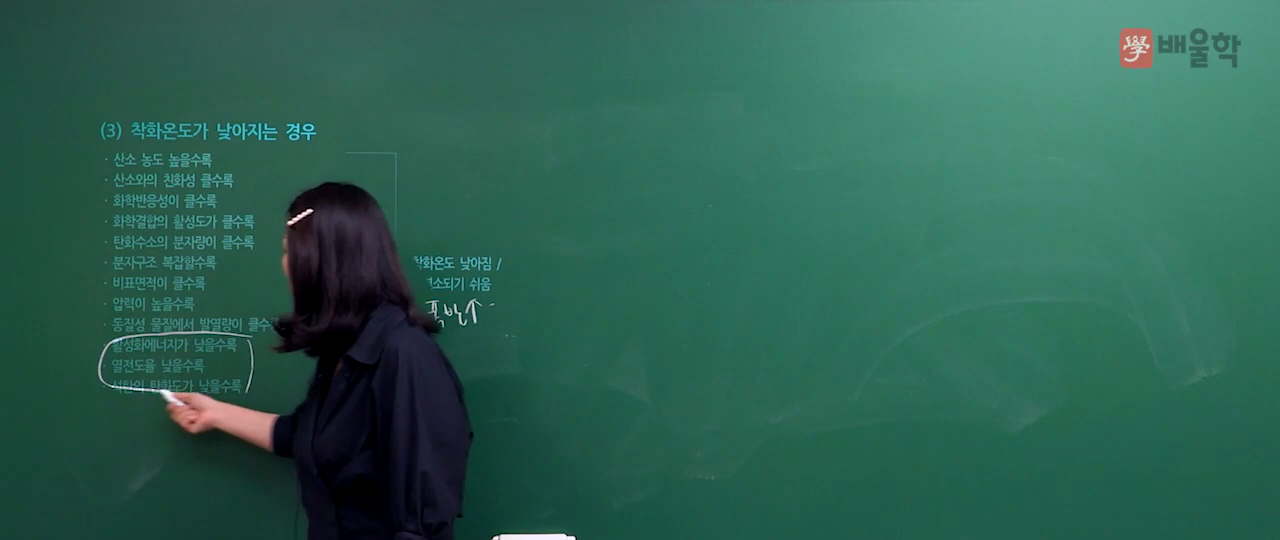 學 배울학
(3) 착화온도가 낮아지는 경우
· 산소 농도 높을수록
· 산소와의 친화성 클수록
· 화학반응성이 클수록
· 화학결합의 활성도가 클수록
· 탄화수소의 분자량이 클수록
· 분자구조 복잡할수록
· 비표면적이 클수록
· 압력이 높을수록
· 동질성 물질에서 발열량이 클수
활성화에너지가 낮을수록
· 열전도율 낮을수록
· 석탄의 탄화도가 낮을수록
착화온도 낮아짐 /
연소되기 쉬움
폭발↑